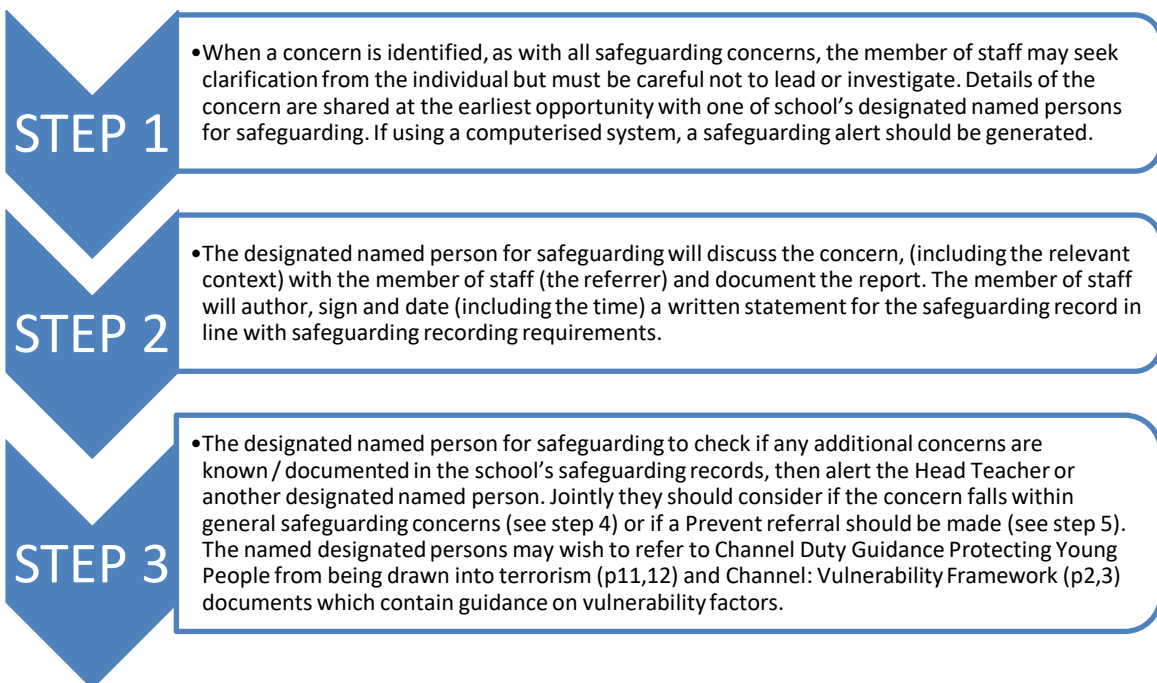 STEP 1
•When a concern is identified, as with all safeguarding concerns, the member of staff may seek
clarification from the individual but must be careful not to lead or investigate. Details of the
concern are shared at the earliest opportunity with one of school's designated named persons
for safeguarding. If using a computerised system, a safeguarding alert should be generated.
STEP 2
•The designated named person for safeguarding will discuss the concern, (including the relevant
context) with the member of staff (the referrer) and document the report. The member of staff
will author, sign and date (including the time) a written statement for the safeguarding record in
line with safeguarding recording requirements.
STEP 3
•The designated named person for safeguarding to check if any additional concerns are
known / documented in the school's safeguarding records, then alert the Head Teacher or
another designated named person. Jointly they should consider if the concern falls within
general safeguarding concerns (see step 4) or if a Prevent referral should be made (see step 5).
The named designated persons may wish to refer to Channel Duty Guidance Protecting Young
People from being drawn into terrorism (p11,12) and Channel: Vulnerability Framework (p2,3)
documents which contain guidance on vulnerability factors.